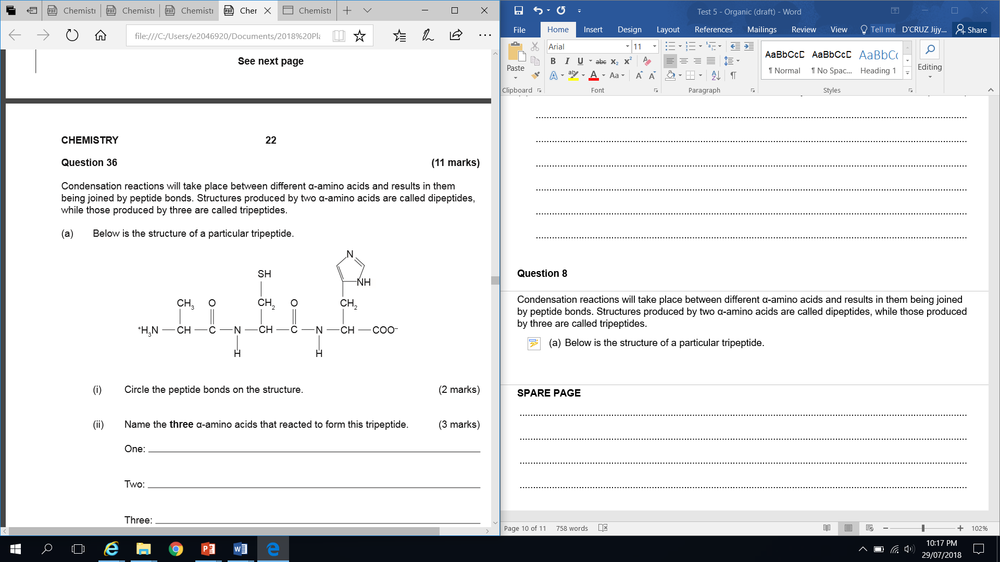 Chemistr
Chemistr
Chemistr
Cher
Chemistr
file:///C:/Users/e2046920/Documents/2018%20Pla
See next page
CHEMISTRY 22
Question 36 (11 marks)
Condensation reactions will take place between different α-amino acids and results in them
being joined by peptide bonds. Structures produced by two α-amino acids are called dipeptides,
while those produced by three are called tripeptides.
(a) Below is the structure of a particular tripeptide.
N
SH NH
CH₃ O CH₂ O CH₂
⁺H₃N CH C N CH C N CH COO⁻
H H
(i) Circle the peptide bonds on the structure. (2 marks)
(ii) Name the three α-amino acids that reacted to form this tripeptide. (3 marks)
One:
Two:
Three:
Test 5 - Organic (draft) - Word
File Home Insert Design Layout References Mailings Review View Tell me D'CRUZ Jijy... Share
Paste
Arial 11
B I U abc x₂ x²
A ab A Aa A A
AaBbCcD AaBbCcD AaBbCc
¶ Normal ¶ No Spac... Heading 1
Editing
Clipboard Font Paragraph Styles
Question 8
Condensation reactions will take place between different α-amino acids and results in them being joined
by peptide bonds. Structures produced by two α-amino acids are called dipeptides, while those produced
by three are called tripeptides.
(a) Below is the structure of a particular tripeptide.
SPARE PAGE
Page 10 of 11 758 words 102%
10:17 PM
29/07/2018